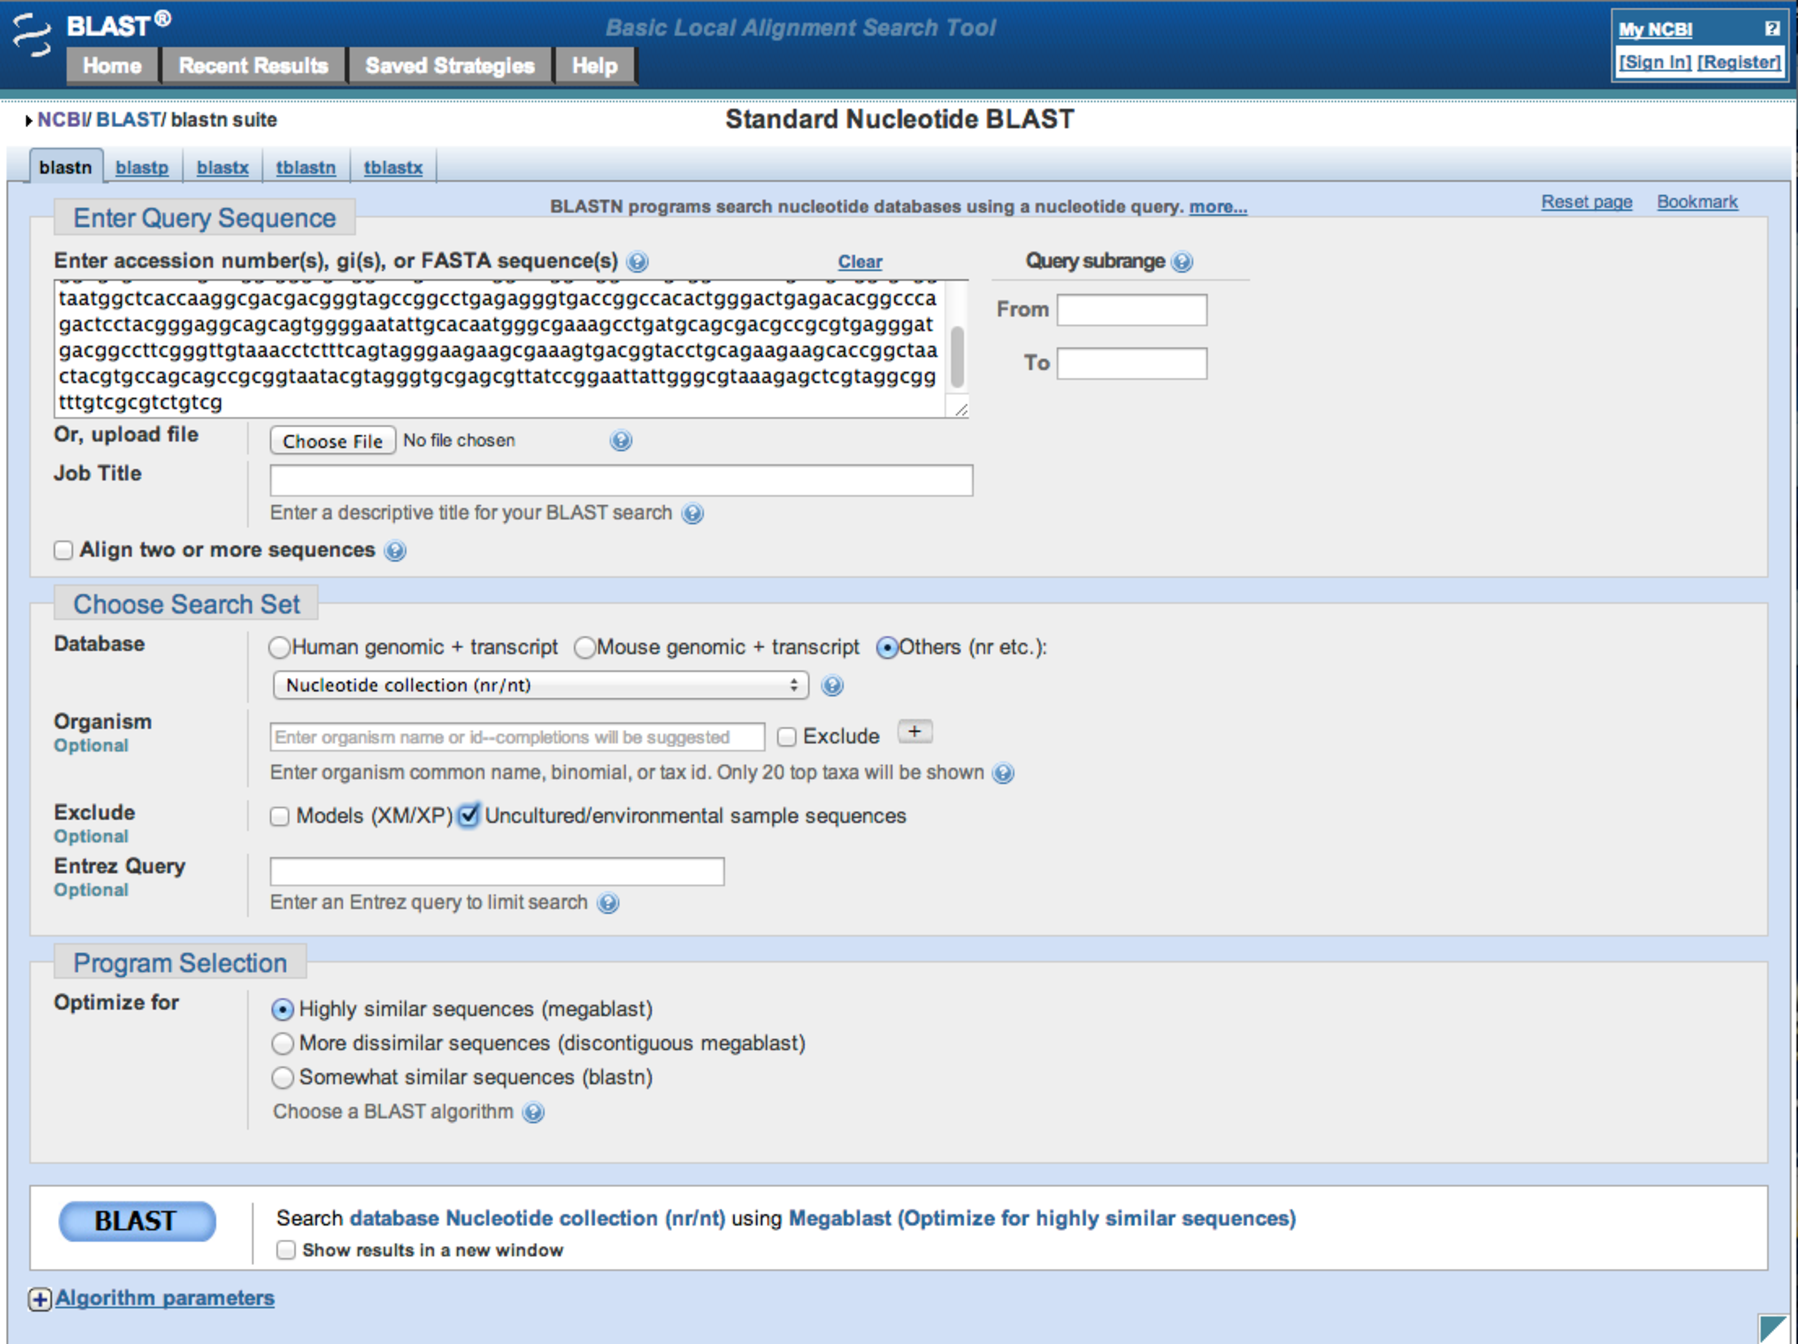 BLAST®
Basic Local Alignment Search Tool
My NCBI ?
[Sign In] [Register]
Home Recent Results Saved Strategies Help
NCBI/ BLAST/ blastn suite
Standard Nucleotide BLAST
blastn blastp blastx tblastn tblastx
Enter Query Sequence
BLASTN programs search nucleotide databases using a nucleotide query. more...
Reset page Bookmark
Enter accession number(s), gi(s), or FASTA sequence(s) ? Clear Query subrange ?
taatggctcaccaaggcgacgacgggtagccggcctgagagggtgaccggccacactgggactgagacacggccca
gactcctacgggaggcagcagtggggaatattgcacaatgggcgaaagcctgatgcagcgacgccgcgtgagggat
gacggccttcgggttgtaaacctctttcagtagggaagaagcgaaagtgacggtacctgcagaagaagcaccggctaa
ctacgtgccagcagccgcggtaatacgtagggtgcgagcgttatccggaattattgggcgtaaagagctcgtaggcgg
tttgtcgcgtctgtcg
From
To
Or, upload file Choose File No file chosen ?
Job Title
Enter a descriptive title for your BLAST search ?
Align two or more sequences ?
Choose Search Set
Database Human genomic + transcript Mouse genomic + transcript Others (nr etc.):
Nucleotide collection (nr/nt) ?
Organism
Optional
Enter organism name or id--completions will be suggested Exclude +
Enter organism common name, binomial, or tax id. Only 20 top taxa will be shown ?
Exclude
Optional
Models (XM/XP) Uncultured/environmental sample sequences
Entrez Query
Optional
Enter an Entrez query to limit search ?
Program Selection
Optimize for
Highly similar sequences (megablast)
More dissimilar sequences (discontiguous megablast)
Somewhat similar sequences (blastn)
Choose a BLAST algorithm ?
BLAST
Search database Nucleotide collection (nr/nt) using Megablast (Optimize for highly similar sequences)
Show results in a new window
+ Algorithm parameters